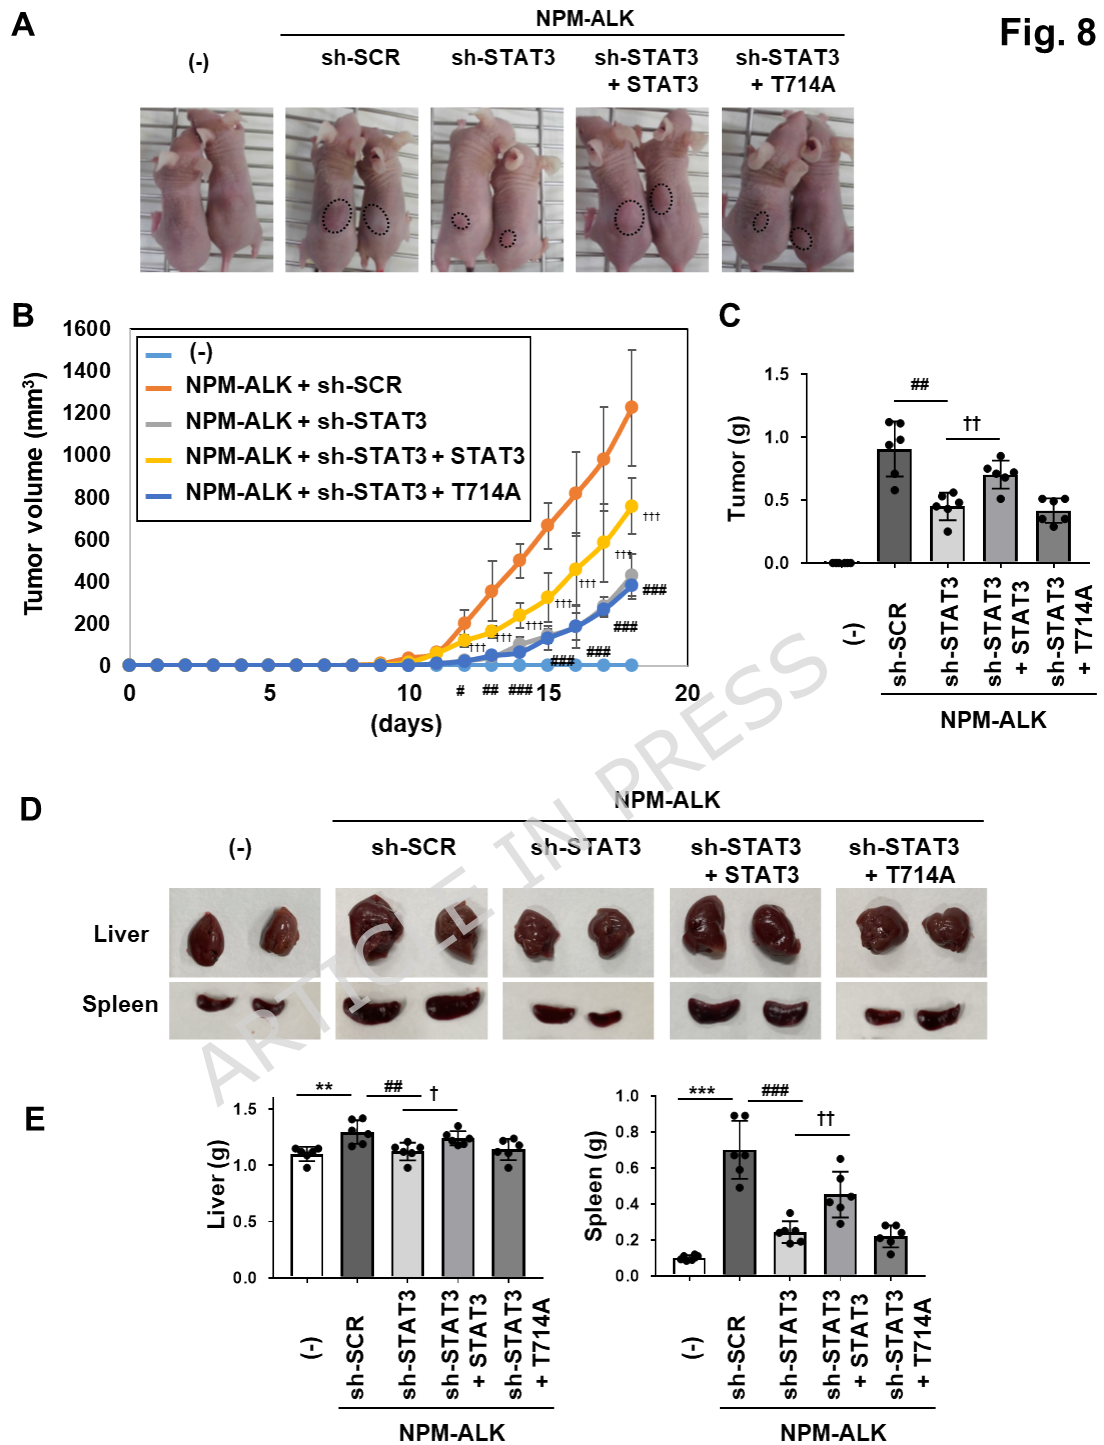 Fig. 8
A
NPM-ALK
(-)
sh-SCR
sh-STAT3
sh-STAT3
+ STAT3
sh-STAT3
+ T714A
B
Tumor volume (mm3)
1600
1400
1200
1000
800
600
400
200
0
(-)
NPM-ALK + sh-SCR
NPM-ALK + sh-STAT3
NPM-ALK + sh-STAT3 + STAT3
NPM-ALK + sh-STAT3 + T714A
†††
†††
†††
†††
†††
†††
†††
###
###
###
###
# ## ###
0 5 10 15 20
(days)
C
Tumor (g)
1.5
1.0
0.5
0.0
##
††
(-)
sh-SCR
sh-STAT3
sh-STAT3
+ STAT3
sh-STAT3
+ T714A
NPM-ALK
ARTICLE IN PRESS
D
NPM-ALK
(-)
sh-SCR
sh-STAT3
sh-STAT3
+ STAT3
sh-STAT3
+ T714A
Liver
Spleen
E
Liver (g)
1.5
1.0
0.5
0.0
**
##
†
(-)
sh-SCR
sh-STAT3
sh-STAT3
+ STAT3
sh-STAT3
+ T714A
NPM-ALK
Spleen (g)
1.0
0.8
0.6
0.4
0.2
0.0
***
###
††
(-)
sh-SCR
sh-STAT3
sh-STAT3
+ STAT3
sh-STAT3
+ T714A
NPM-ALK